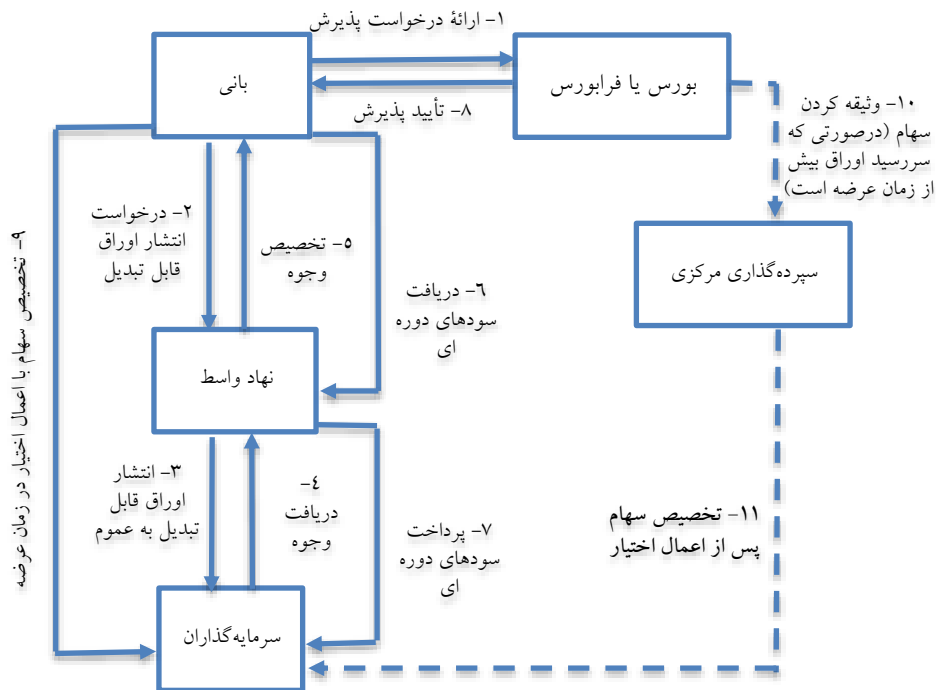 ۱- ارائهٔ درخواست پذیرش
بانی
بورس یا فرابورس
۸- تأیید پذیرش
۱۰- وثیقه کردن
سهام (درصورتی که
سررسید اوراق بیش
از زمان عرضه است)
۲- درخواست
انتشار اوراق
قابل تبدیل
۵- تخصیص
وجوه
۶- دریافت
سودهای دوره
ای
سپرده‌گذاری مرکزی
۹- تخصیص سهام با اعمال اختیار در زمان عرضه
نهاد واسط
۳- انتشار
اوراق قابل
تبدیل به عموم
۴-
دریافت
وجوه
۷- پرداخت
سودهای دوره
ای
۱۱- تخصیص سهام
پس از اعمال اختیار
سرمایه‌گذاران